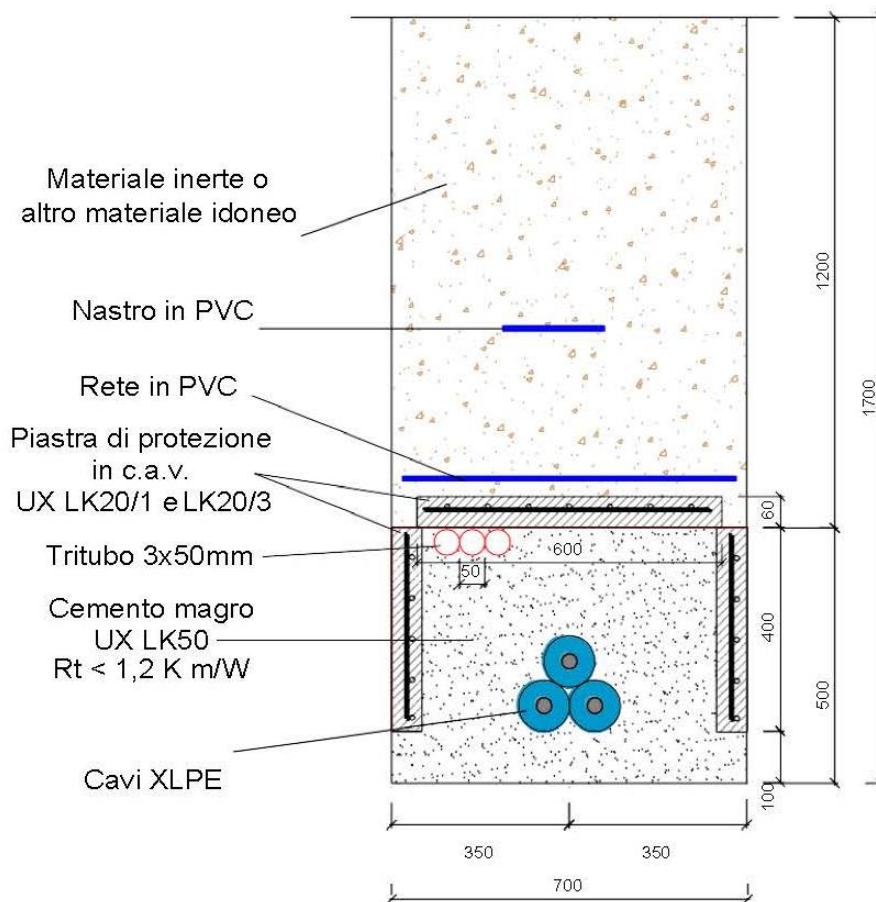 Materiale inerte o
altro materiale idoneo
Nastro in PVC
Rete in PVC
Piastra di protezione
in c.a.v.
UX LK20/1 e LK20/3
Tritubo 3x50mm
Cemento magro
UX LK50
Rt < 1,2 K m/W
Cavi XLPE
1200
1700
60
600
50
400
500
100
350
350
700